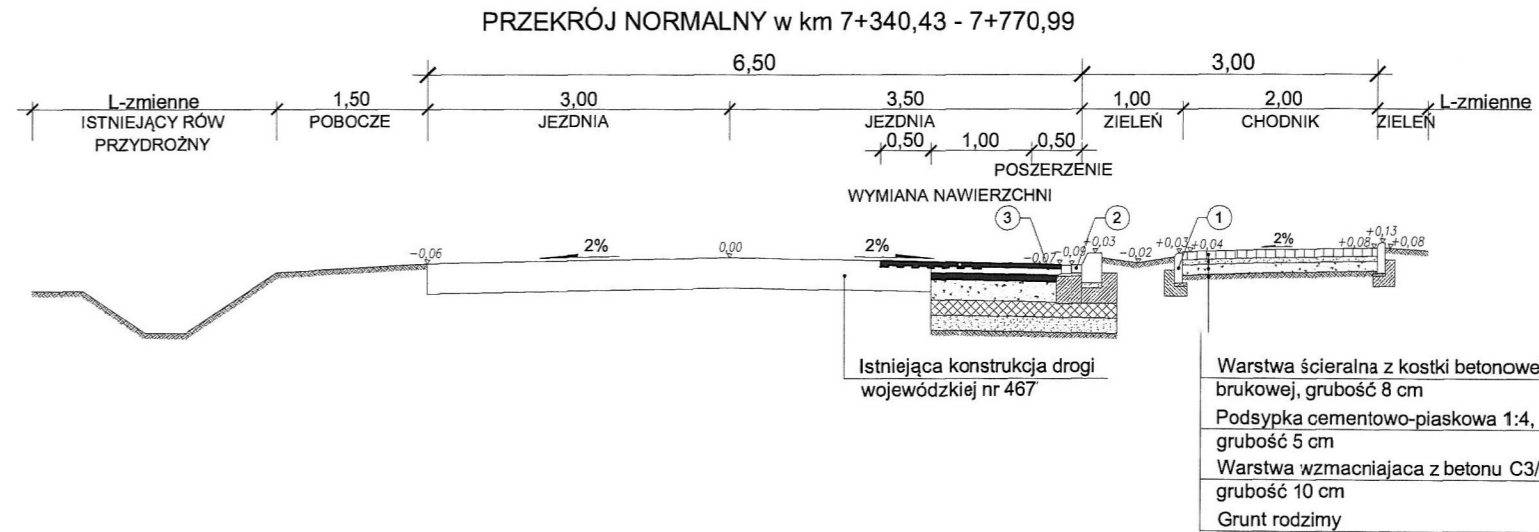 PRZEKRÓJ NORMALNY w km 7+340,43 - 7+770,99
6,50 3,00
L-zmienne 1,50 3,00 3,50 1,00 2,00 L-zmienne
ISTNIEJĄCY RÓW POBOCZE JEZDNIA JEZDNIA ZIELEŃ CHODNIK ZIELEŃ
PRZYDROŻNY
0,50 1,00 0,50
POSZERZENIE
WYMIANA NAWIERZCHNI
3 2 1
-0,06 2% 0,00 2% -0,07 -0,09 +0,03 -0,02 +0,03 +0,04 2% +0,08 +0,13 +0,08
Istniejąca konstrukcja drogi
wojewódzkiej nr 467
Warstwa ścieralna z kostki betonowe
brukowej, grubość 8 cm
Podsypka cementowo-piaskowa 1:4,
grubość 5 cm
Warstwa wzmacniajaca z betonu C3/
grubość 10 cm
Grunt rodzimy